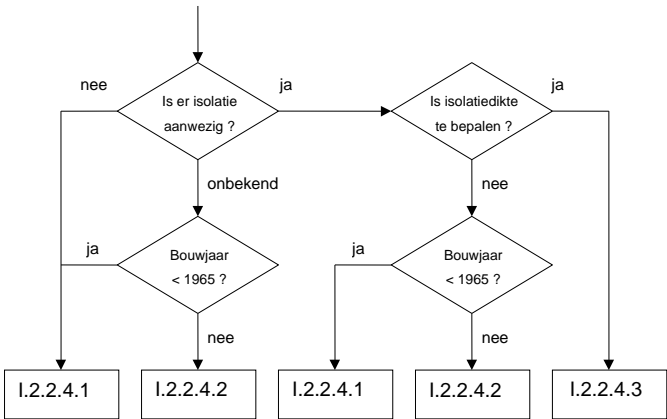 nee
Is er isolatie
aanwezig ?
ja
Is isolatiedikte
te bepalen ?
ja
onbekend
nee
ja
Bouwjaar
< 1965 ?
ja
Bouwjaar
< 1965 ?
nee
nee
I.2.2.4.1
I.2.2.4.2
I.2.2.4.1
I.2.2.4.2
I.2.2.4.3